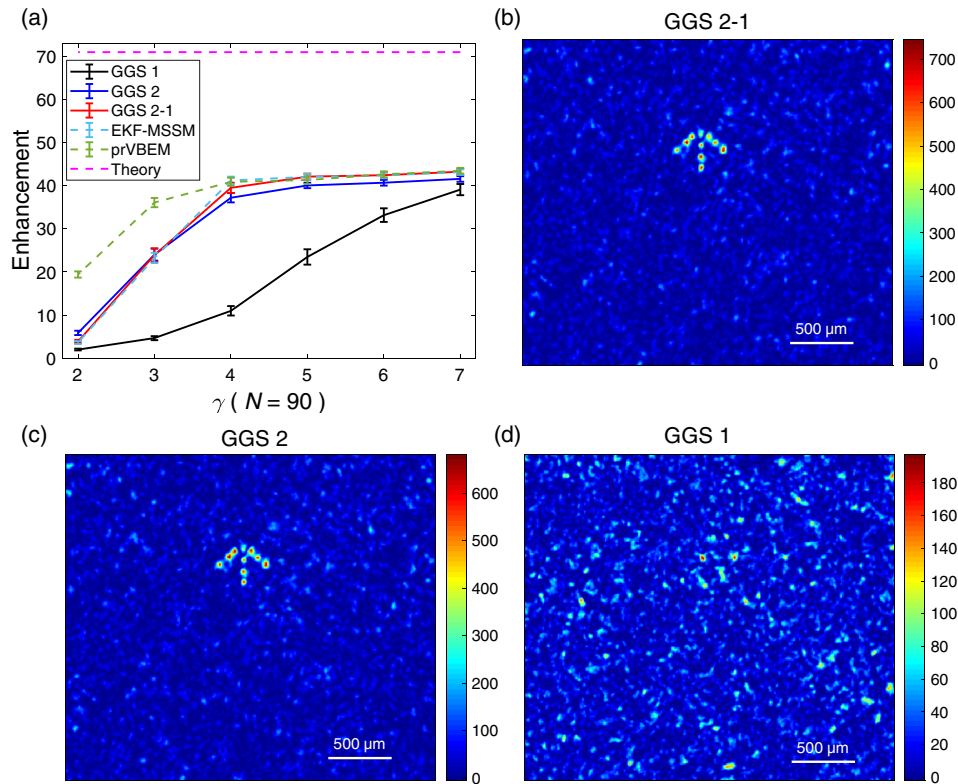 (a)
70
60
50
40
30
20
10
0
Enhancement
GGS 1
GGS 2
GGS 2-1
EKF-MSSM
prVBEM
Theory
2 3 4 5 6 7
γ ( N = 90 )
(b)
GGS 2-1
500 µm
700
600
500
400
300
200
100
0
(c)
GGS 2
500 µm
600
500
400
300
200
100
0
(d)
GGS 1
500 µm
180
160
140
120
100
80
60
40
20
0